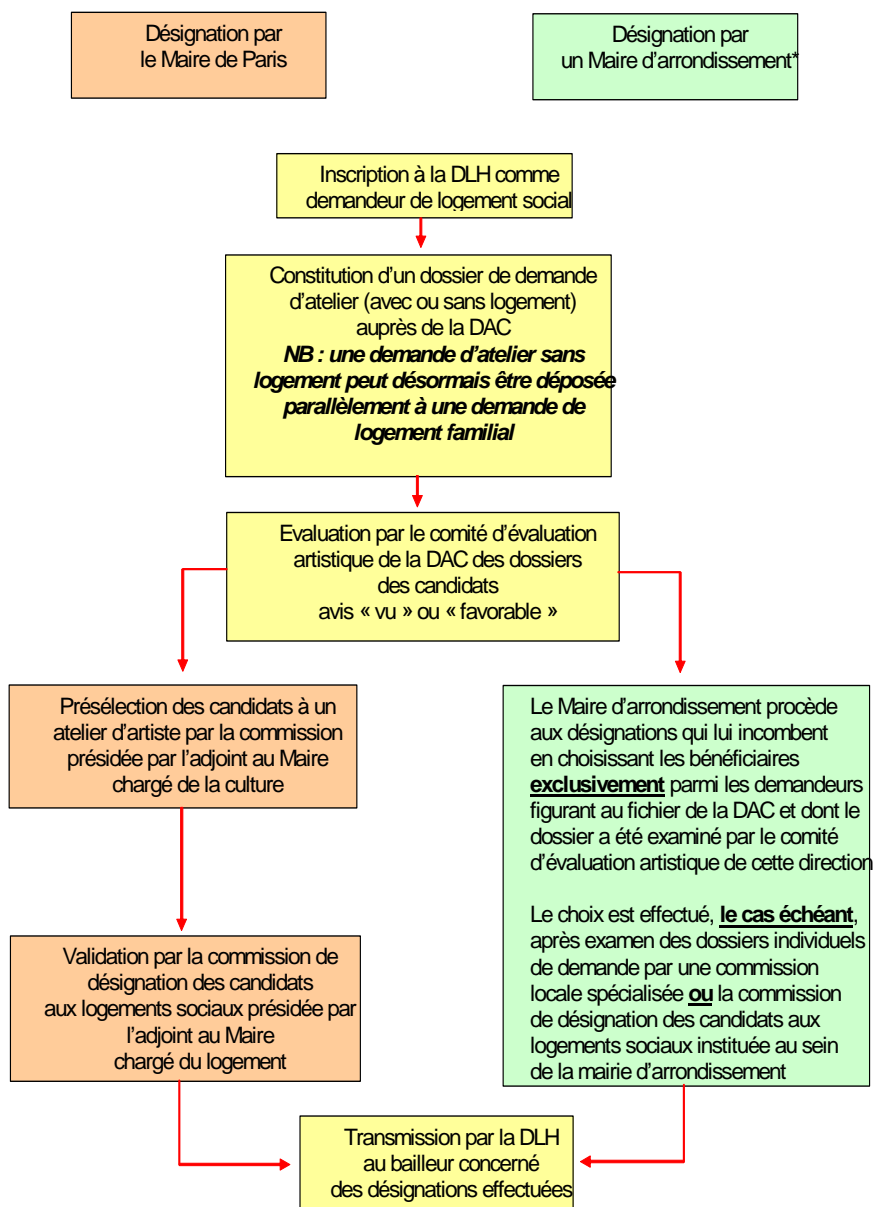 Désignation par
le Maire de Paris
Désignation par
un Maire d'arrondissement*
Inscription à la DLH comme
demandeur de logement social
Constitution d'un dossier de demande
d'atelier (avec ou sans logement)
auprès de la DAC
NB : une demande d'atelier sans
logement peut désormais être déposée
parallèlement à une demande de
logement familial
Evaluation par le comité d'évaluation
artistique de la DAC des dossiers
des candidats
avis « vu » ou « favorable »
Présélection des candidats à un
atelier d'artiste par la commission
présidée par l'adjoint au Maire
chargé de la culture
Le Maire d'arrondissement procède
aux désignations qui lui incombent
en choisissant les bénéficiaires
exclusivement parmi les demandeurs
figurant au fichier de la DAC et dont le
dossier a été examiné par le comité
d'évaluation artistique de cette direction
Le choix est effectué, le cas échéant,
après examen des dossiers individuels
de demande par une commission
locale spécialisée ou la commission
de désignation des candidats aux
logements sociaux instituée au sein
de la mairie d'arrondissement
Validation par la commission de
désignation des candidats
aux logements sociaux présidée par
l'adjoint au Maire
chargé du logement
Transmission par la DLH
au bailleur concerné
des désignations effectuées